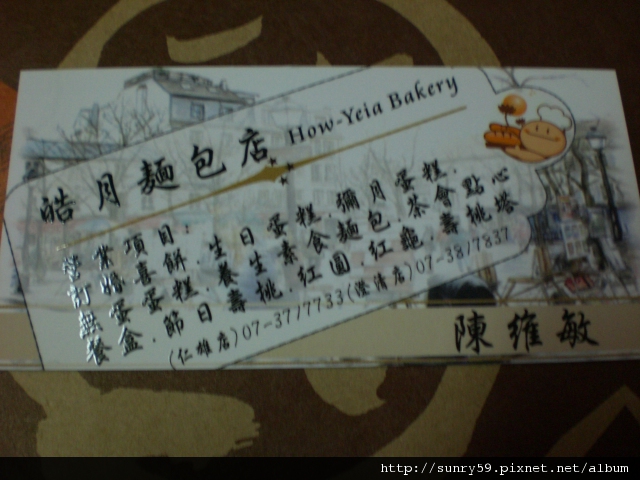 皓月麵包店 How-Yeia Bakery
營業項目:
訂婚喜餅.生日蛋糕.彌月蛋糕.
無蛋蛋糕.養生素食麵包.茶會點心
餐盒.節日壽桃.紅圓.紅龜.壽桃塔
(仁雄店)07-3777733(澄清店)07-3817837
陳維敏
http://sunry59.pixnet.net/album